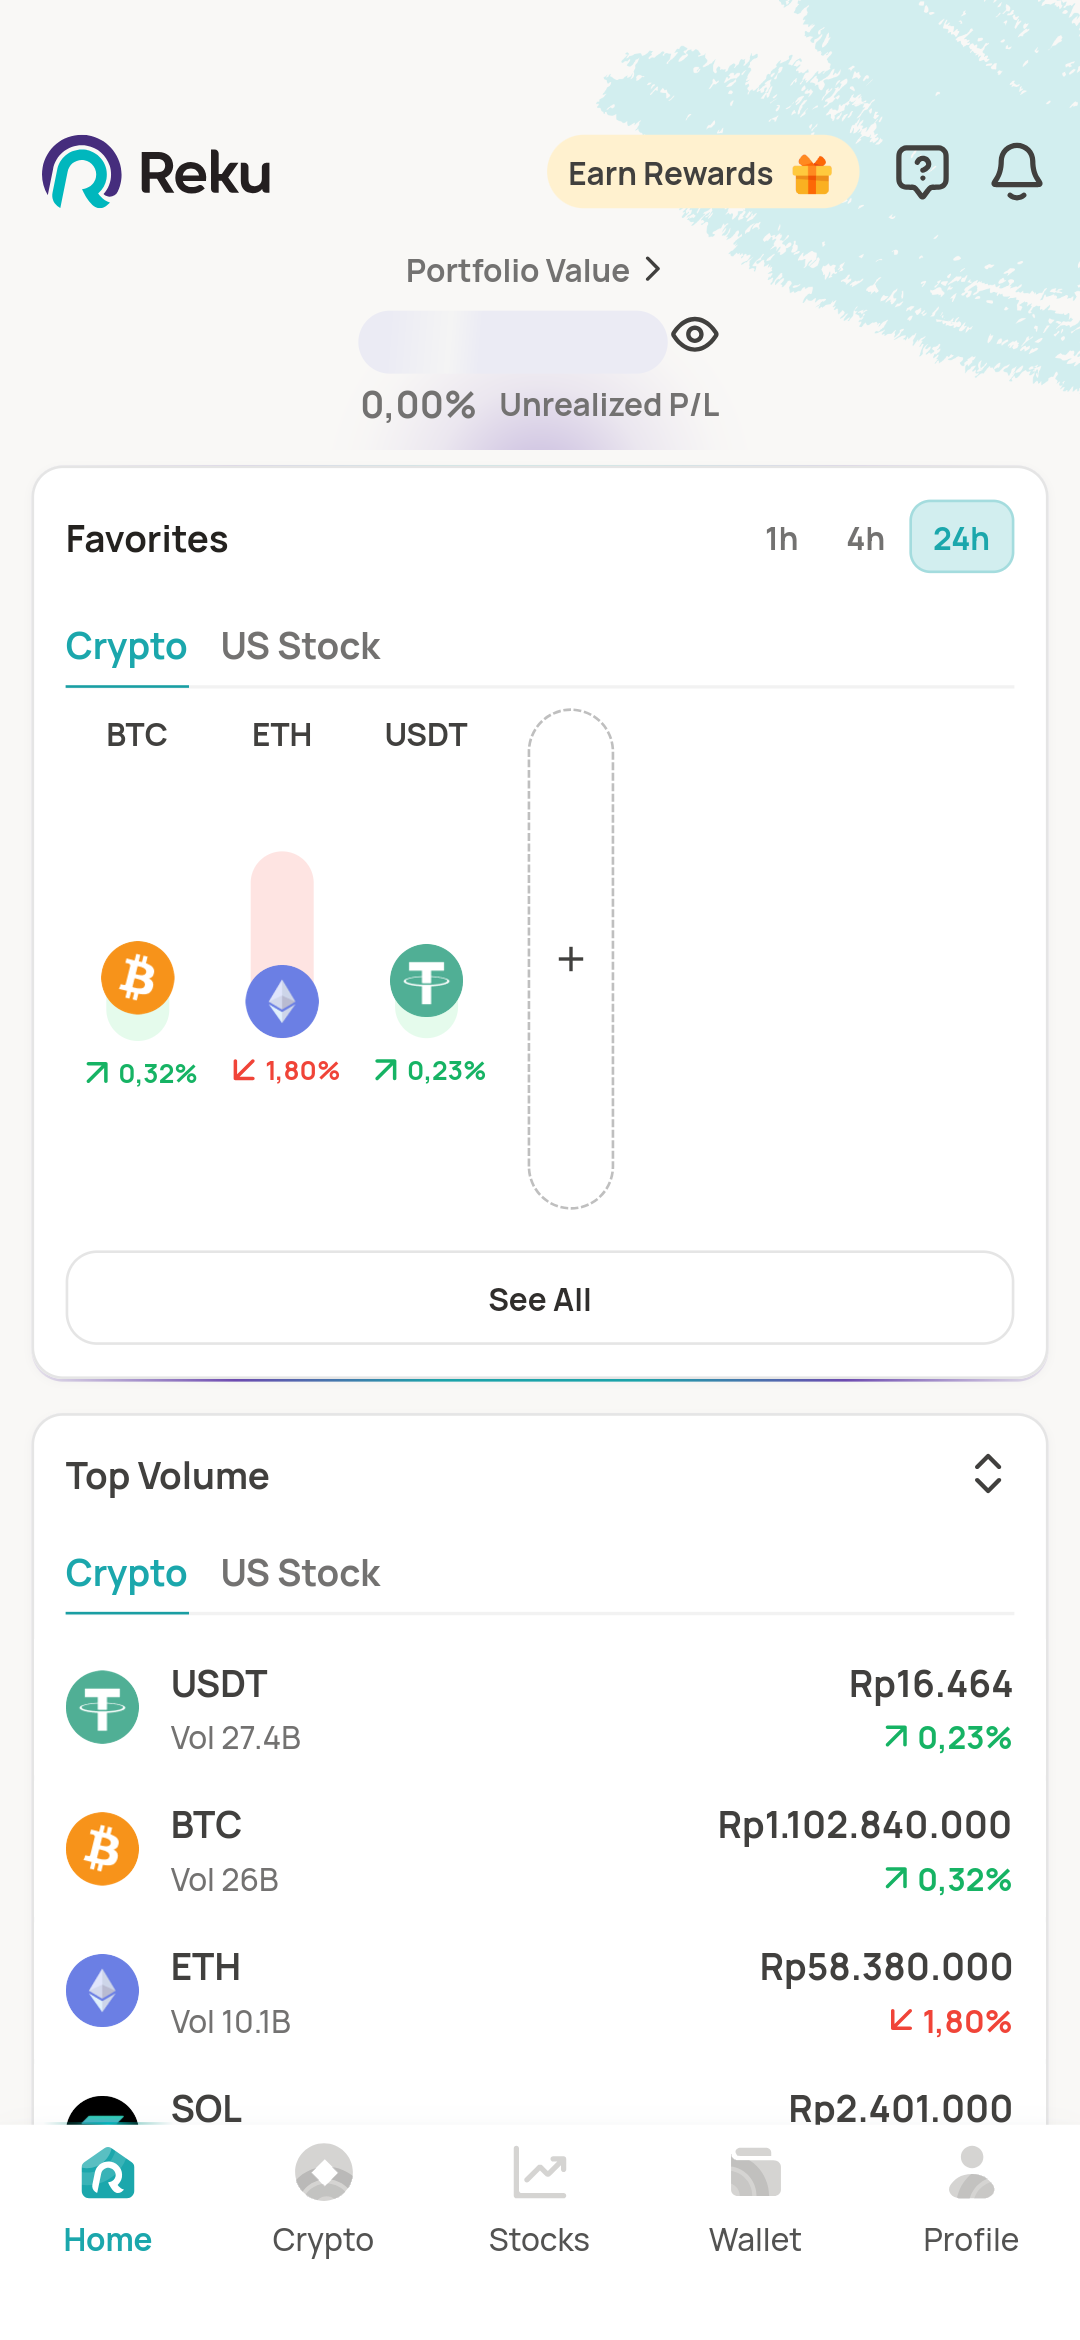 Reku
Earn Rewards
Portfolio Value
0,00% Unrealized P/L
Favorites
1h 4h 24h
Crypto US Stock
BTC ETH USDT
+
0,32% 1,80% 0,23%
See All
Top Volume
Crypto US Stock
USDT Rp16.464
Vol 27.4B 0,23%
BTC Rp1.102.840.000
Vol 26B 0,32%
ETH Rp58.380.000
Vol 10.1B 1,80%
SOL Rp2.401.000
Home Crypto Stocks Wallet Profile